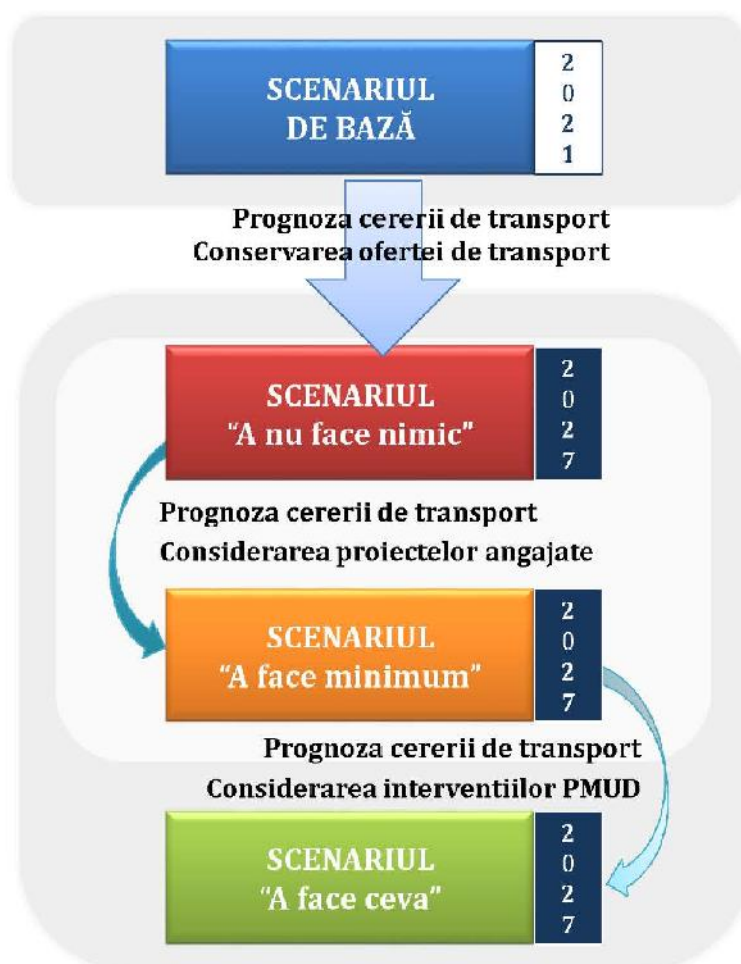 SCENARIUL
DE BAZĂ
2
0
2
1
Prognoza cererii de transport
Conservarea ofertei de transport
SCENARIUL
“A nu face nimic”
2
0
2
7
Prognoza cererii de transport
Considerarea proiectelor angajate
SCENARIUL
“A face minimum”
2
0
2
7
Prognoza cererii de transport
Considerarea interventiilor PMUD
SCENARIUL
“A face ceva”
2
0
2
7